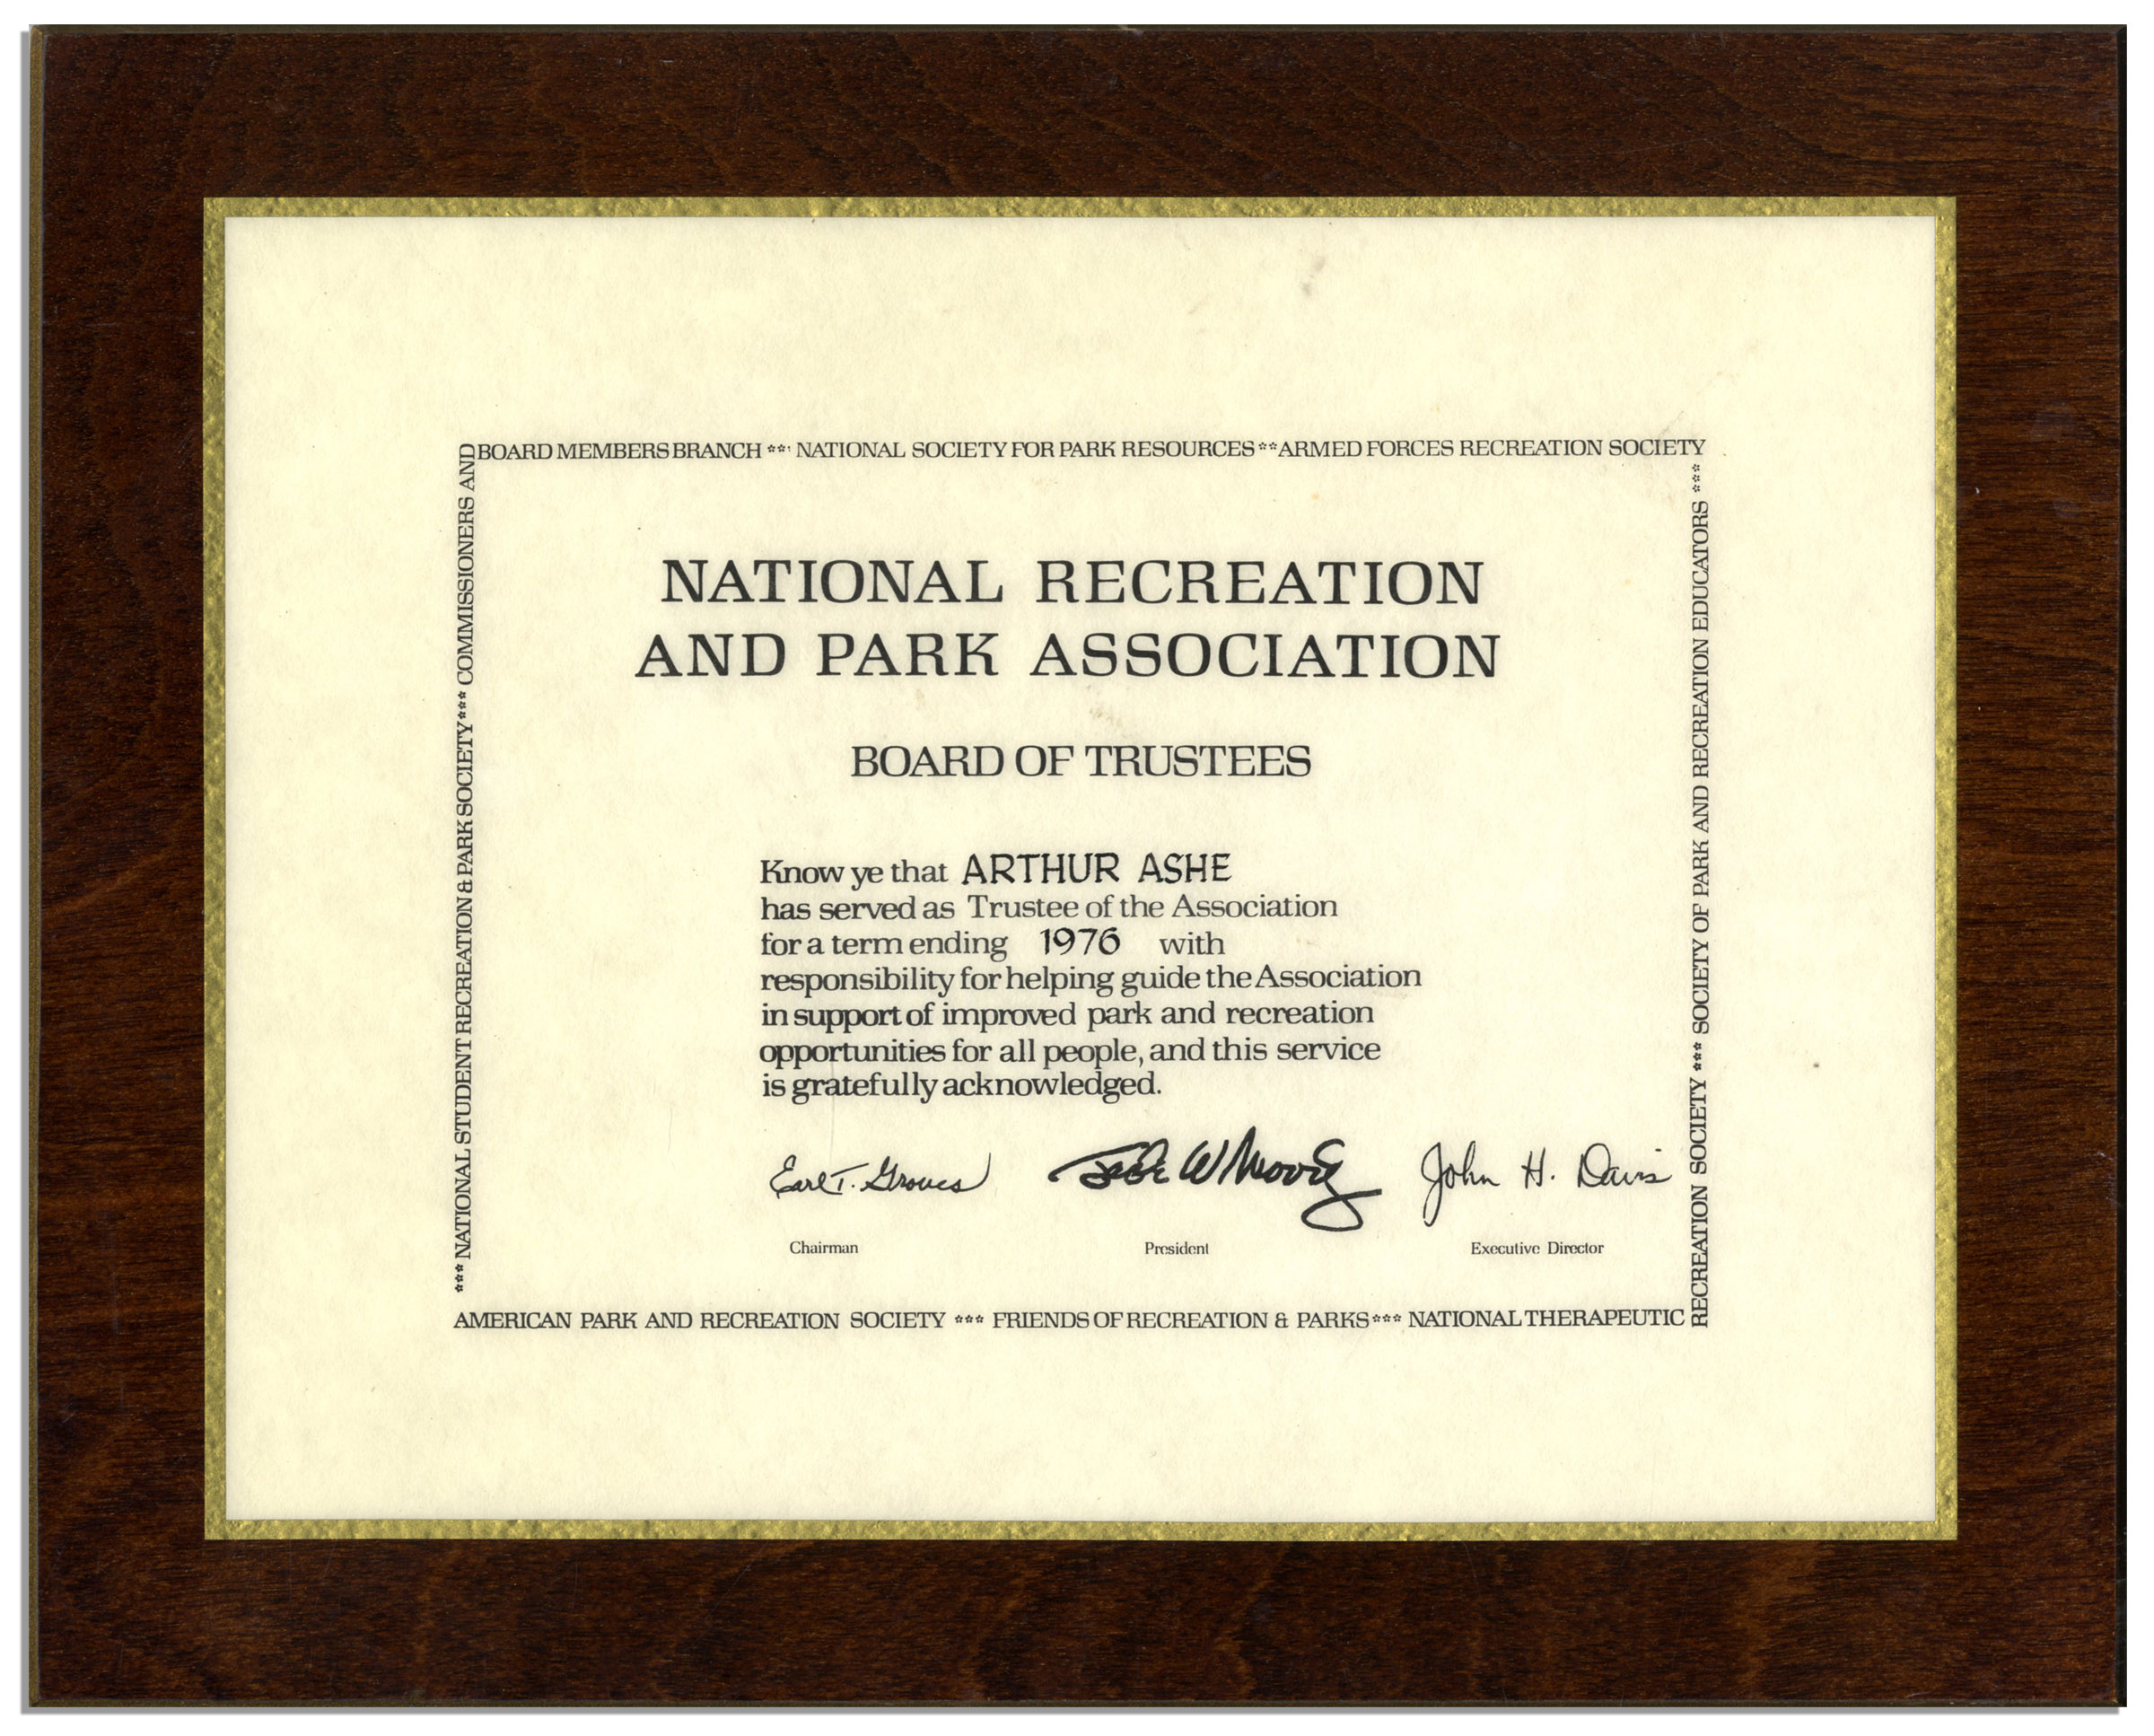 BOARD MEMBERS BRANCH *** NATIONAL SOCIETY FOR PARK RESOURCES **ARMED FORCES RECREATION SOCIETY
*** NATIONAL STUDENT RECREATION & PARK SOCIETY*** COMMISSIONERS AND
NATIONAL RECREATION
AND PARK ASSOCIATION
BOARD OF TRUSTEES
Know ye that ARTHUR ASHE
has served as Trustee of the Association
for a term ending 1976 with
responsibility for helping guide the Association
in support of improved park and recreation
opportunities for all people, and this service
is gratefully acknowledged.
Earl T. Groves W John H. Davis
Chairman President Executive Director
RECREATION SOCIETY *** SOCIETY OF PARK AND RECREATION EDUCATORS ***
AMERICAN PARK AND RECREATION SOCIETY *** FRIENDS OF RECREATION & PARKS*** NATIONAL THERAPEUTIC